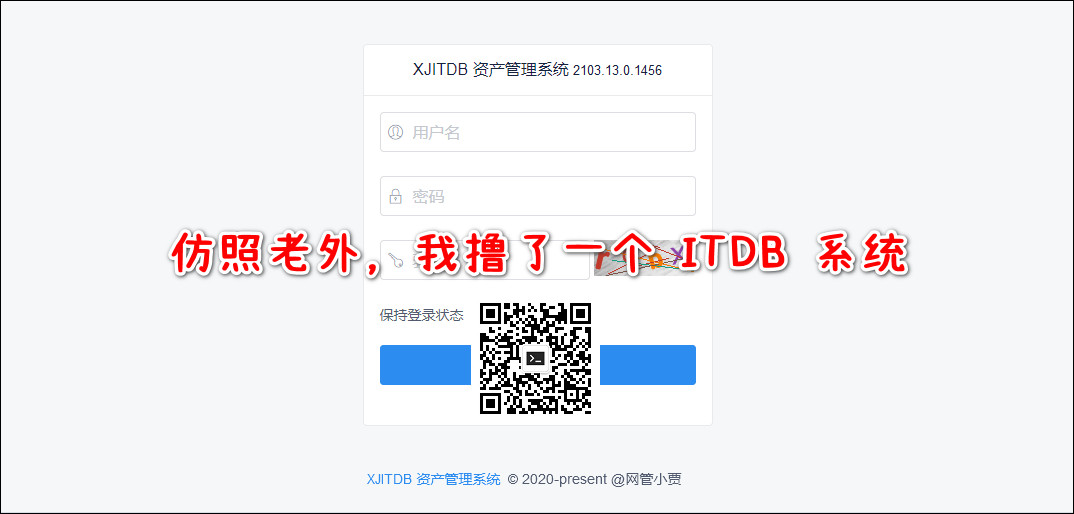 XJITDB 资产管理系统 2103.13.0.1456
用户名
密码
仿照老外，我撸了一个 ITDB 系统
保持登录状态
XJITDB 资产管理系统 © 2020-present @网管小贾